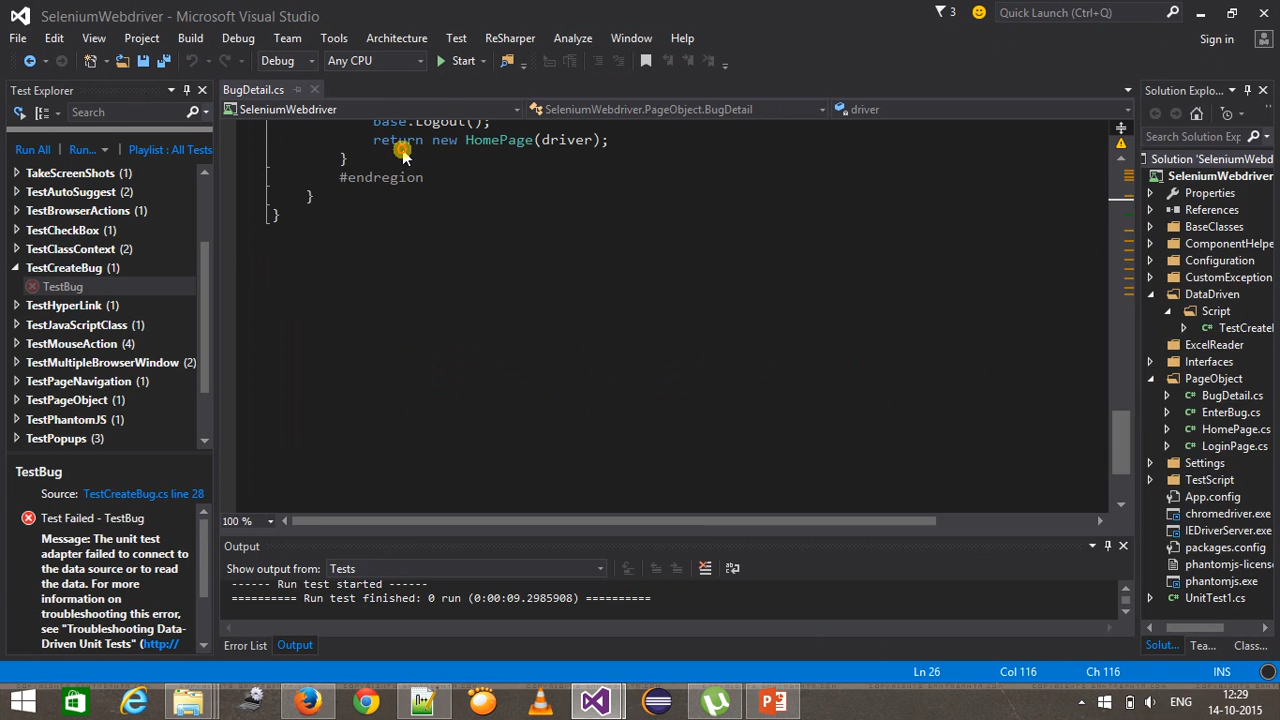 SeleniumWebdriver - Microsoft Visual Studio
3
Quick Launch (Ctrl+Q)
File Edit View Project Build Debug Team Tools Architecture Test ReSharper Analyze Window Help
Sign in
Debug Any CPU Start
Test Explorer
Search
Run All Run... Playlist : All Tests
TakeScreenShots (1)
TestAutoSuggest (2)
TestBrowserActions (1)
TestCheckBox (1)
TestClassContext (2)
TestCreateBug (1)
TestBug
TestHyperLink (1)
TestJavaScriptClass (1)
TestMouseAction (4)
TestMultipleBrowserWindow (2)
TestPageNavigation (1)
TestPageObject (1)
TestPhantomJS (1)
TestPopups (3)
TestBug
Source: TestCreateBug.cs line 28
Test Failed - TestBug
Message: The unit test
adapter failed to connect to
the data source or to read
the data. For more
information on
troubleshooting this error,
see "Troubleshooting Data-
Driven Unit Tests" (http://
BugDetail.cs
SeleniumWebdriver SeleniumWebdriver.PageObject.BugDetail driver
base.Logout();
return new HomePage(driver);
}
#endregion
}
}
100 %
Output
Show output from: Tests
------ Run test started ------
========== Run test finished: 0 run (0:00:09.2985908) ==========
Error List Output
Solution Explo...
Search Solution Explo
Solution 'SeleniumWebd
SeleniumWebdriver
Properties
References
BaseClasses
ComponentHelpe
Configuration
CustomException
DataDriven
Script
TestCreateI
ExcelReader
Interfaces
PageObject
BugDetail.cs
EnterBug.cs
HomePage.cs
LoginPage.cs
Settings
TestScript
App.config
chromedriver.exe
IEDriverServer.exe
packages.config
phantomjs-license
phantomjs.exe
UnitTest1.cs
Solut... Tea... Class...
Ln 26 Col 116 Ch 116 INS
ENG
12:29
14-10-2015